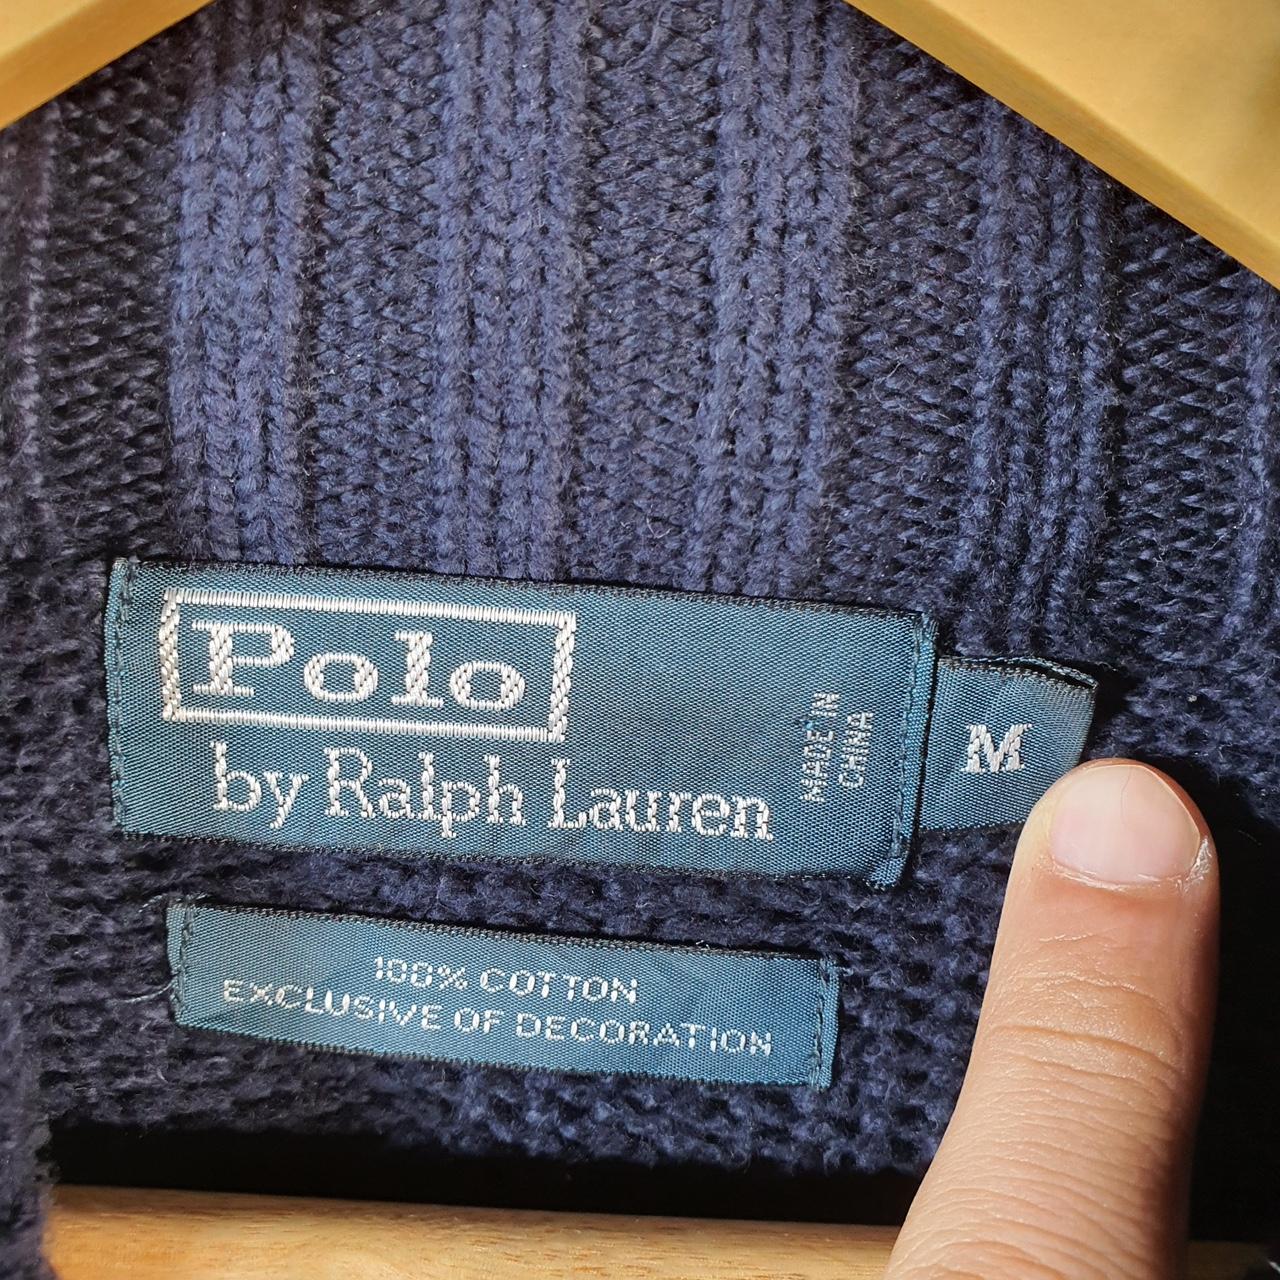 Polo
by Ralph Lauren
MADE IN
CHINA
M
100% COTTON
EXCLUSIVE OF DECORATION